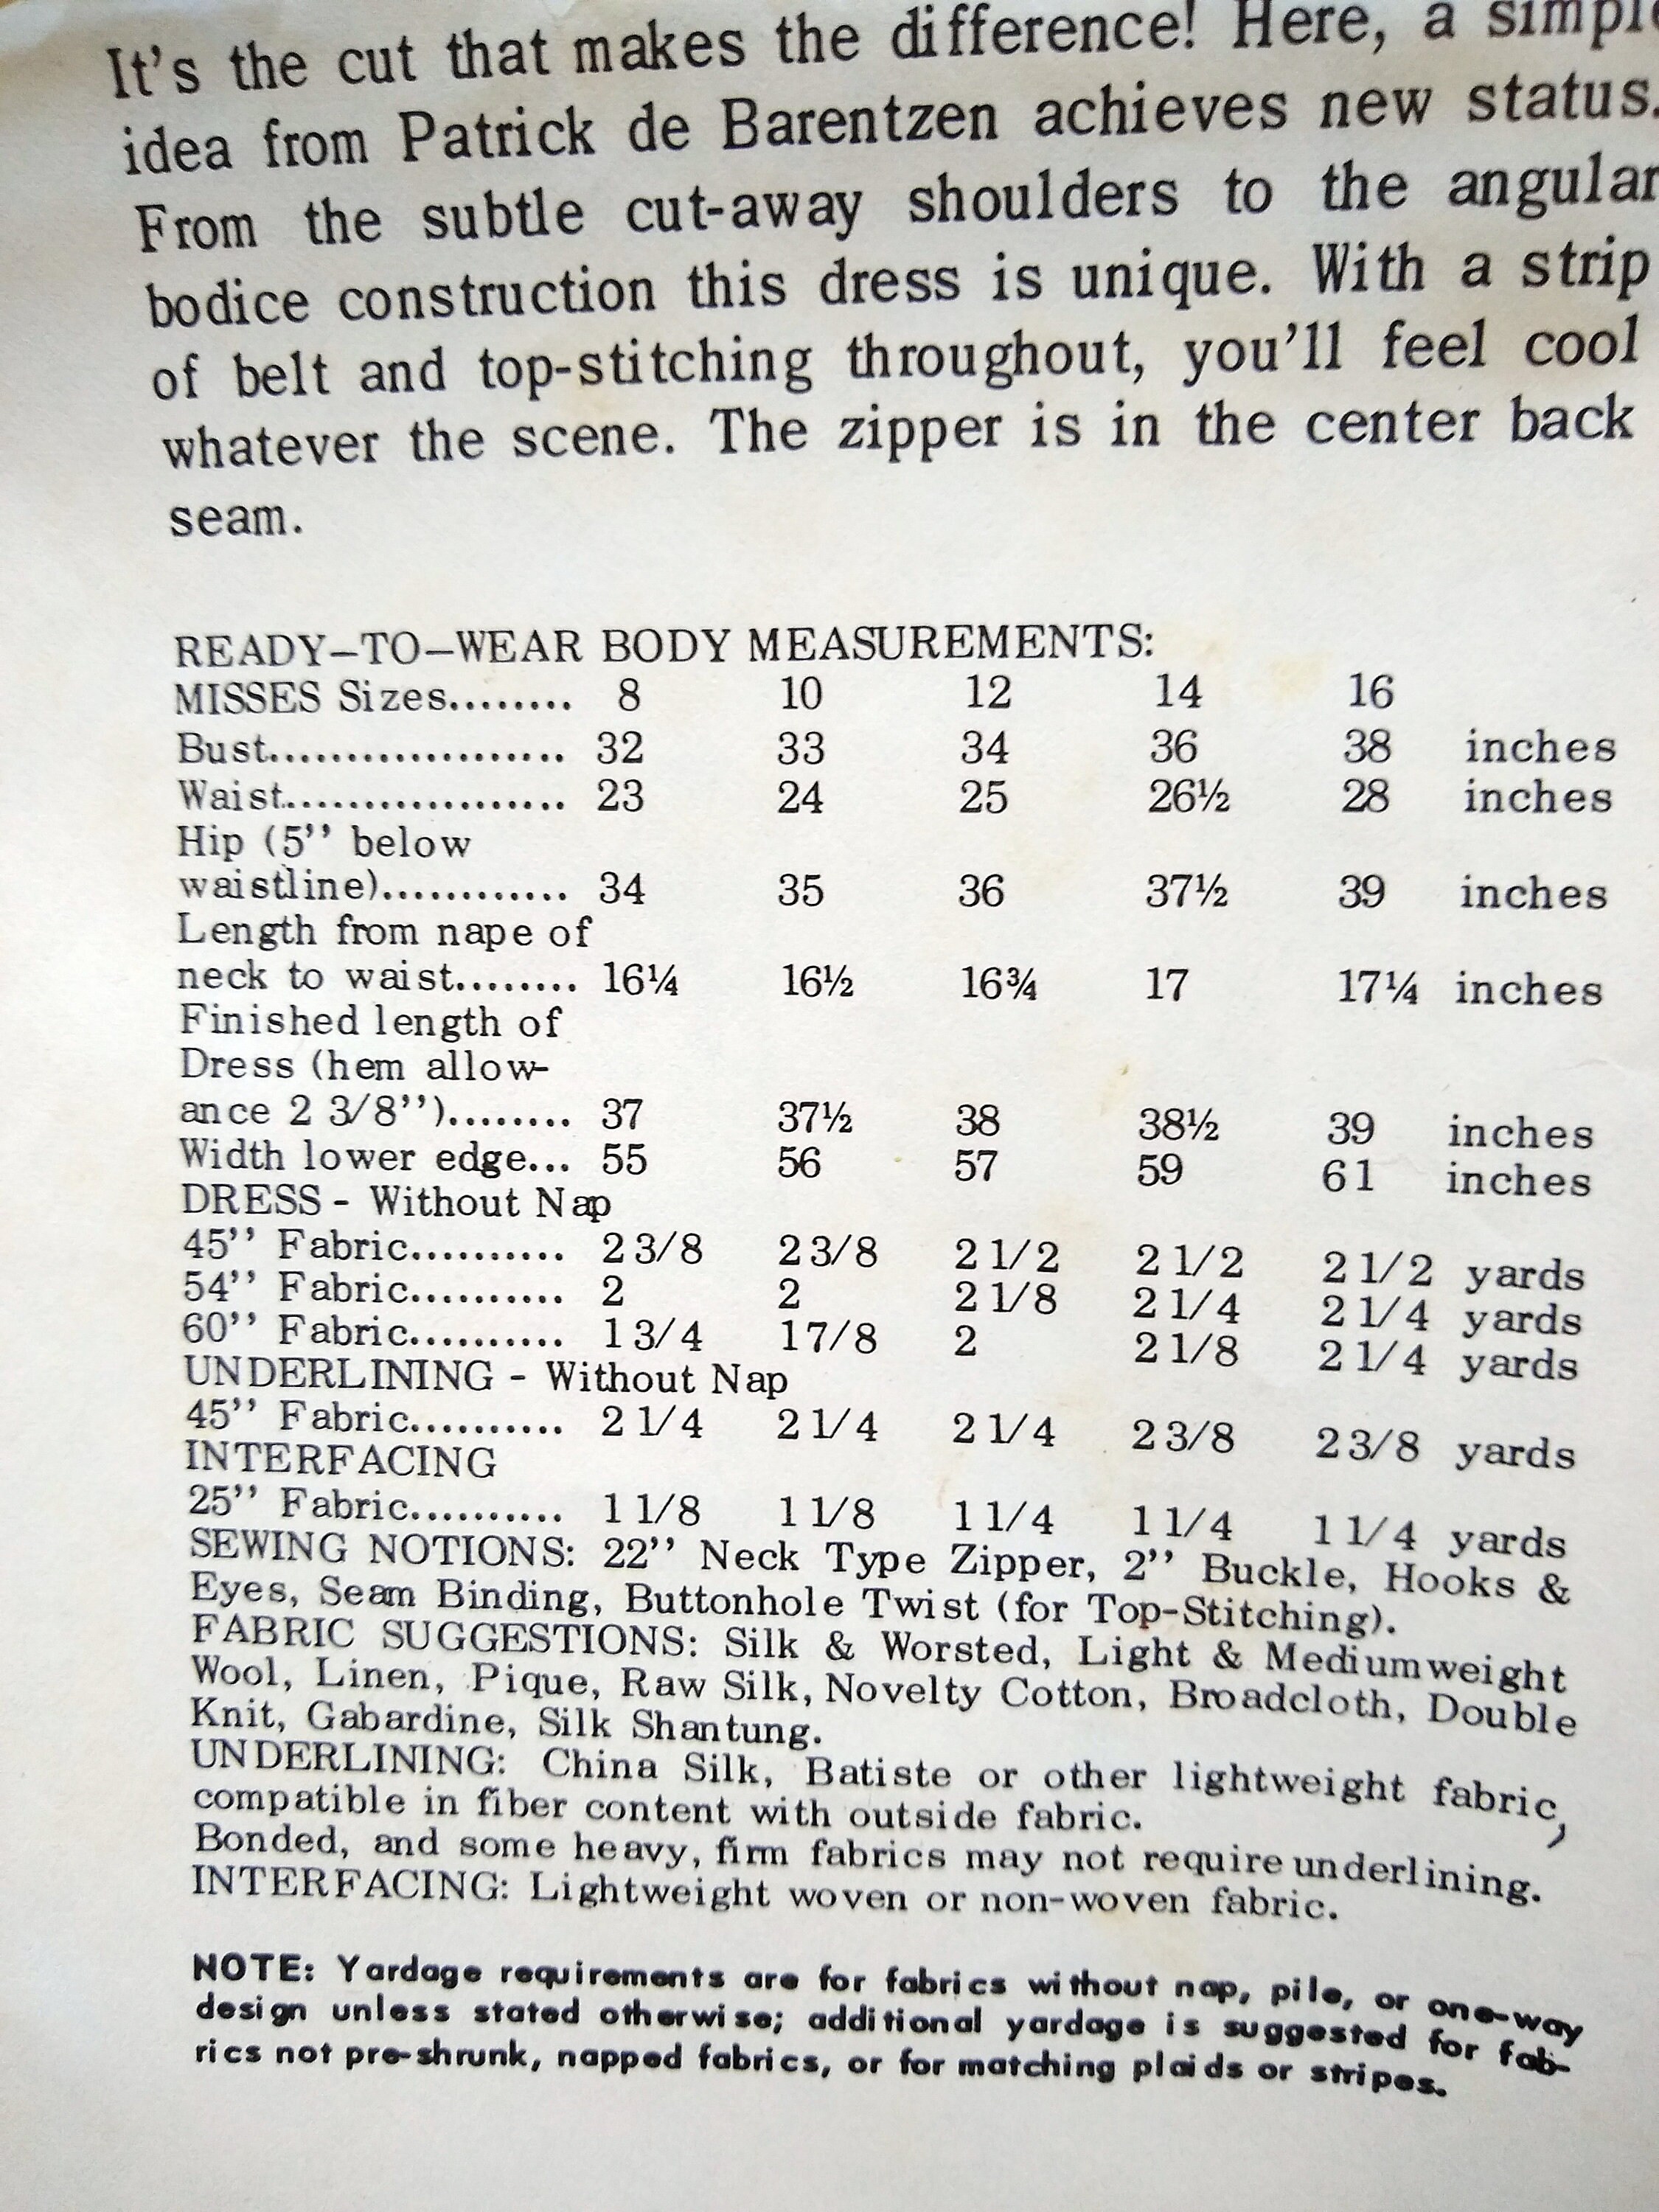 It's the cut that makes the difference! Here, a simple
idea from Patrick de Barentzen achieves new status.
From the subtle cut-away shoulders to the angular
bodice construction this dress is unique. With a strip
of belt and top-stitching throughout, you'll feel cool
whatever the scene. The zipper is in the center back
seam.
READY–TO–WEAR BODY MEASUREMENTS:
MISSES Sizes........ 8 10 12 14 16
Bust.................... 32 33 34 36 38 inches
Waist................... 23 24 25 26½ 28 inches
Hip (5'' below
waistline)............ 34 35 36 37½ 39 inches
Length from nape of
neck to waist........ 16¼ 16½ 16¾ 17 17¼ inches
Finished length of
Dress (hem allow-
ance 2 3/8'')........ 37 37½ 38 38½ 39 inches
Width lower edge... 55 56 57 59 61 inches
DRESS - Without Nap
45'' Fabric.......... 2 3/8 2 3/8 2 1/2 2 1/2 2 1/2 yards
54'' Fabric.......... 2 2 2 1/8 2 1/4 2 1/4 yards
60'' Fabric.......... 1 3/4 1 7/8 2 2 1/8 2 1/4 yards
UNDERLINING - Without Nap
45'' Fabric.......... 2 1/4 2 1/4 2 1/4 2 3/8 2 3/8 yards
INTERFACING
25'' Fabric.......... 1 1/8 1 1/8 1 1/4 1 1/4 1 1/4 yards
SEWING NOTIONS: 22'' Neck Type Zipper, 2'' Buckle, Hooks &
Eyes, Seam Binding, Buttonhole Twist (for Top-Stitching).
FABRIC SUGGESTIONS: Silk & Worsted, Light & Mediumweight
Wool, Linen, Pique, Raw Silk, Novelty Cotton, Broadcloth, Double
Knit, Gabardine, Silk Shantung.
UNDERLINING: China Silk, Batiste or other lightweight fabric,
compatible in fiber content with outside fabric.
Bonded, and some heavy, firm fabrics may not require underlining.
INTERFACING: Lightweight woven or non-woven fabric.
NOTE: Yardage requirements are for fabrics without nap, pile, or one-way
design unless stated otherwise; additional yardage is suggested for fab-
rics not pre-shrunk, napped fabrics, or for matching plaids or stripes.